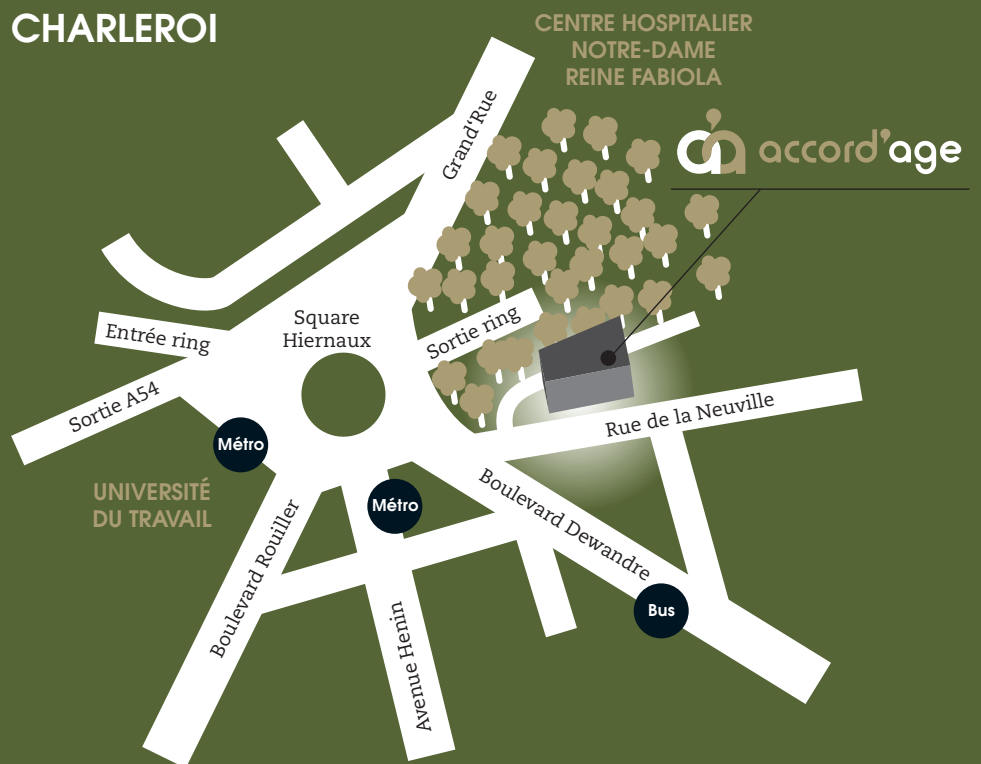 CHARLEROI
CENTRE HOSPITALIER
NOTRE-DAME
REINE FABIOLA
accord'age
Grand'Rue
Square
Hiernaux
Sortie ring
Entrée ring
Sortie A54
Rue de la Neuville
Métro
UNIVERSITÉ
DU TRAVAIL
Métro
Boulevard Dewandre
Boulevard Rouiller
Avenue Henin
Bus